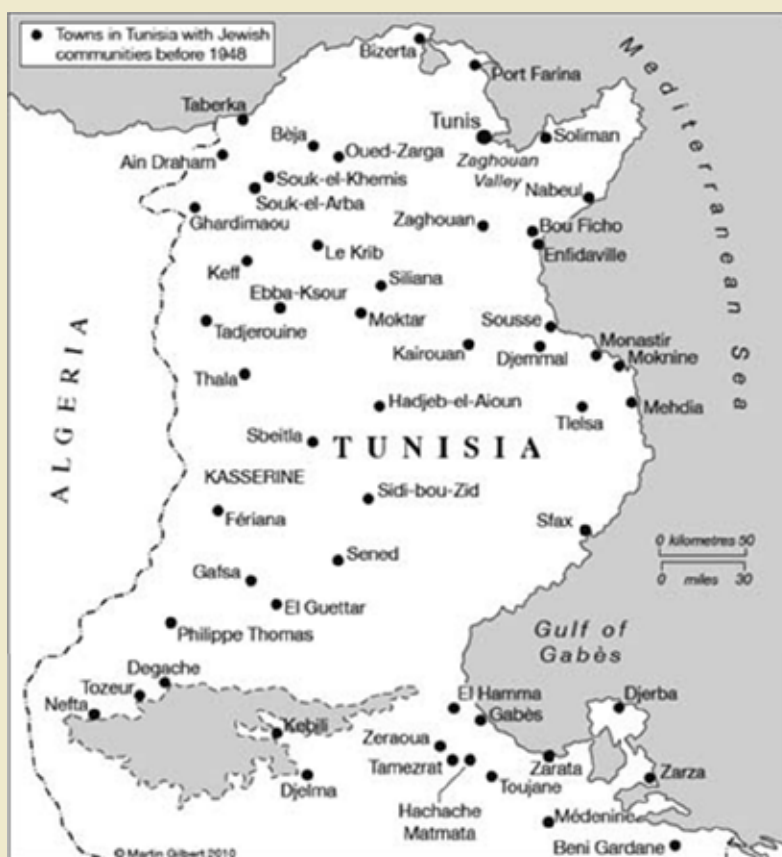 Towns in Tunisia with Jewish
communities before 1948
Bizerta
Port Farina
Mediterranean Sea
Taberka
Tunis
Bèja
Soliman
Oued-Zarga
Ain Draham
Zaghouan
Valley
Souk-el-Khemis
Nabeul
Souk-el-Arba
Ghardimaou
Zaghouan
Bou Ficho
Le Krib
Enfidaville
Keff
Siliana
Ebba-Ksour
Moktar
Sousse
Tadjerouine
Monastir
Kairouan
Djemmal
Moknine
Thala
ALGERIA
Hadjeb-el-Aioun
Tlelsa
Mehdia
Sbeitla
TUNISIA
KASSERINE
Sidi-bou-Zid
Fériana
Sfax
0 kilometres 50
Sened
0 miles 30
Gafsa
El Guettar
Philippe Thomas
Gulf of
Gabès
Degache
Tozeur
El Hamma
Djerba
Nefta
Gabès
Kebili
Zeraoua
Tamezrat
Zarata
Zarza
Djelma
Toujane
Hachache
Matmata
Médenine
Beni Gardane
© Martin Gilbert 2010